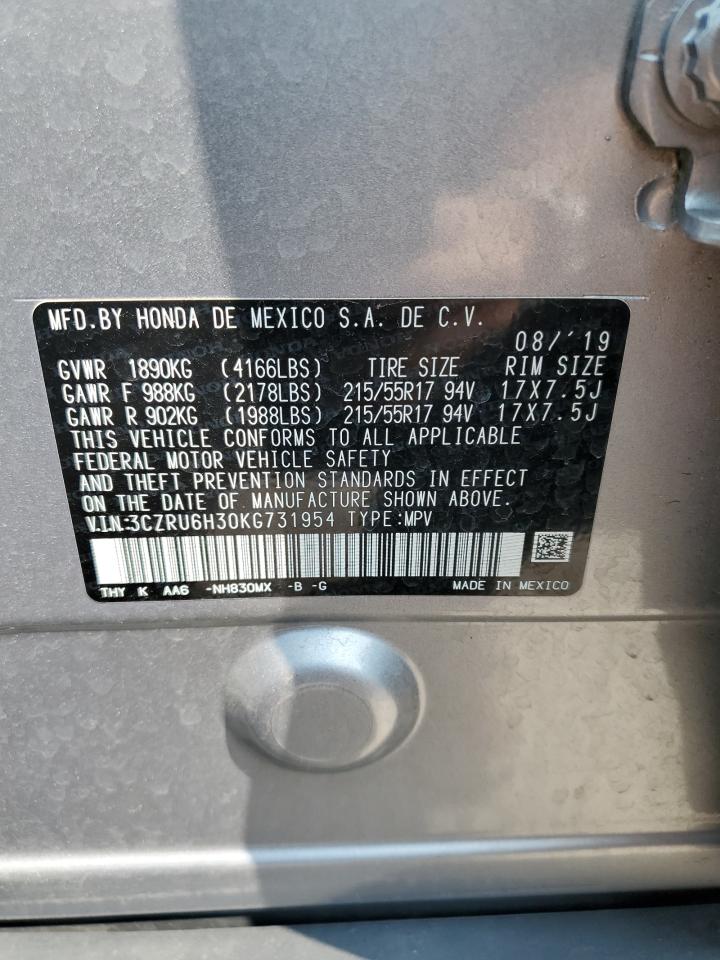 MFD.BY HONDA DE MEXICO S.A. DE C.V.
08/´19
GVWR 1890KG (4166LBS) TIRE SIZE RIM SIZE
GAWR F 988KG (2178LBS) 215/55R17 94V 17X7.5J
GAWR R 902KG (1988LBS) 215/55R17 94V 17X7.5J
THIS VEHICLE CONFORMS TO ALL APPLICABLE
FEDERAL MOTOR VEHICLE SAFETY
AND THEFT PREVENTION STANDARDS IN EFFECT
ON THE DATE OF MANUFACTURE SHOWN ABOVE.
V.I.N.:3CZRU6H30KG731954 TYPE:MPV
THY K AA6 -NH830MX -B -G MADE IN MEXICO